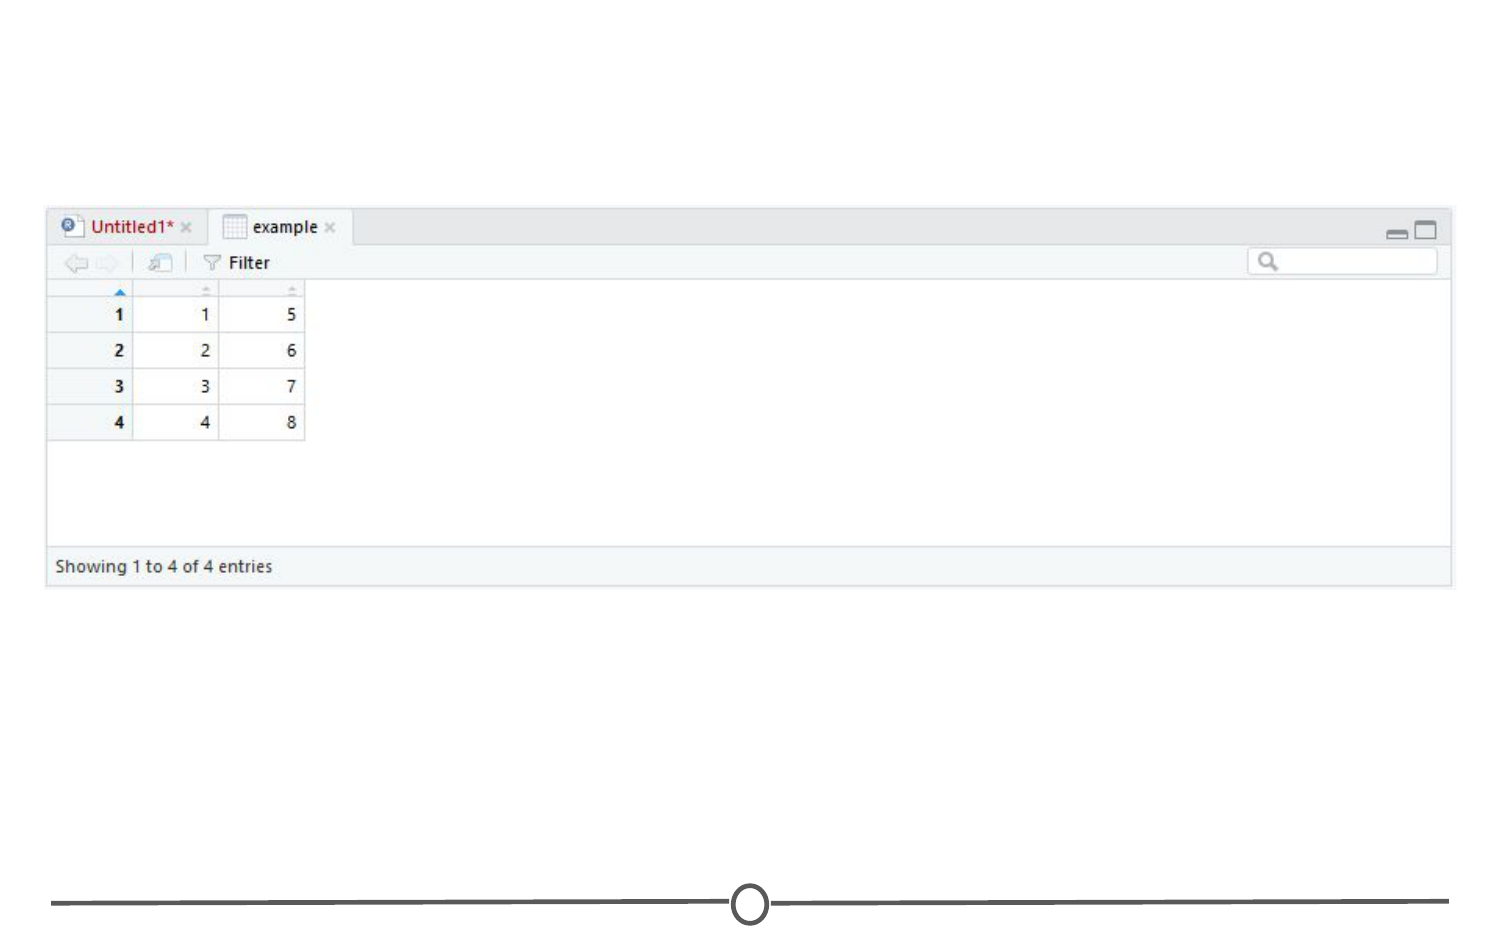 Untitled1* × example ×
Filter
1 1 5
2 2 6
3 3 7
4 4 8
Showing 1 to 4 of 4 entries